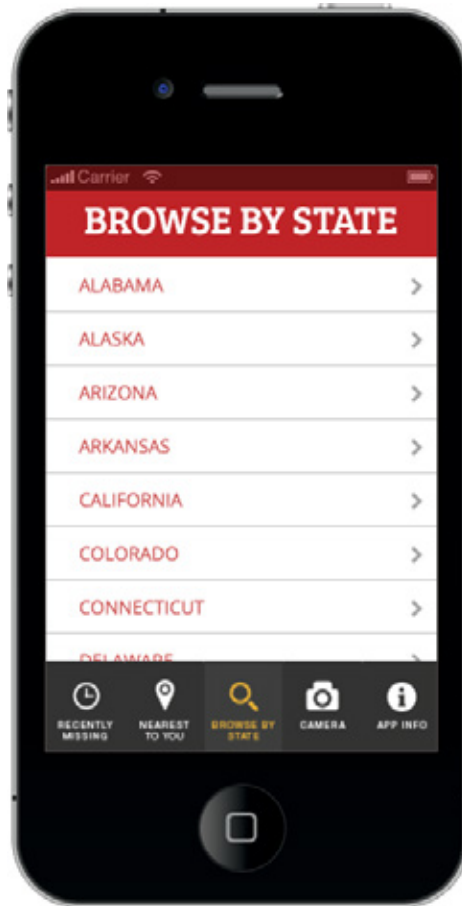 Carrier
BROWSE BY STATE
ALABAMA
ALASKA
ARIZONA
ARKANSAS
CALIFORNIA
COLORADO
CONNECTICUT
DELAWARE
RECENTLY
MISSING
NEAREST
TO YOU
BROWSE BY
STATE
CAMERA
APP INFO